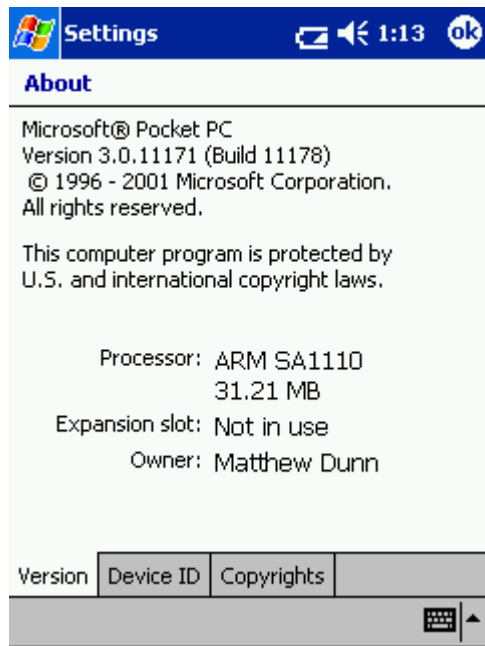 Settings 1:13 ok
About
Microsoft® Pocket PC
Version 3.0.11171 (Build 11178)
© 1996 - 2001 Microsoft Corporation.
All rights reserved.
This computer program is protected by
U.S. and international copyright laws.
Processor: ARM SA1110
31.21 MB
Expansion slot: Not in use
Owner: Matthew Dunn
Version Device ID Copyrights